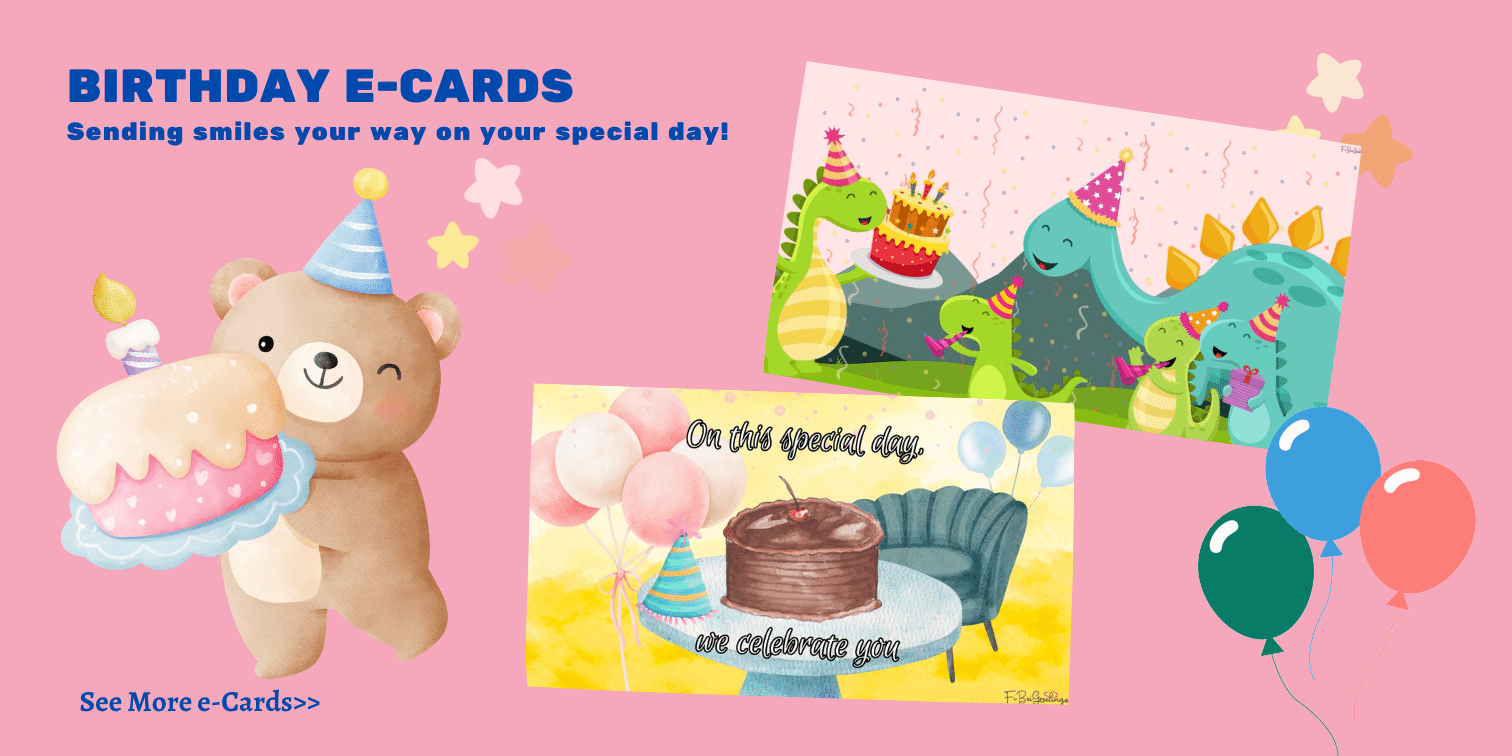 BIRTHDAY E-CARDS
Sending smiles your way on your special day!
On this special day,
we celebrate you
See More e-Cards>>